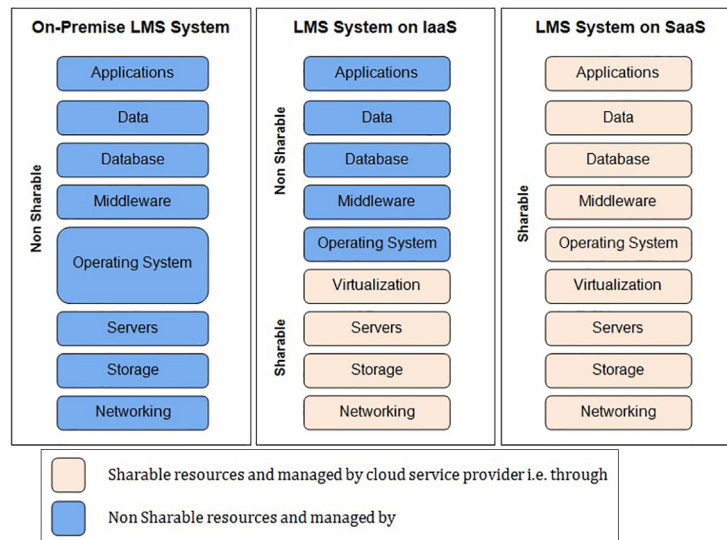 On-Premise LMS System
Non Sharable
Applications
Data
Database
Middleware
Operating System
Servers
Storage
Networking
LMS System on IaaS
Non Sharable
Sharable
Applications
Data
Database
Middleware
Operating System
Virtualization
Servers
Storage
Networking
LMS System on SaaS
Sharable
Applications
Data
Database
Middleware
Operating System
Virtualization
Servers
Storage
Networking
Sharable resources and managed by cloud service provider i.e. through
Non Sharable resources and managed by